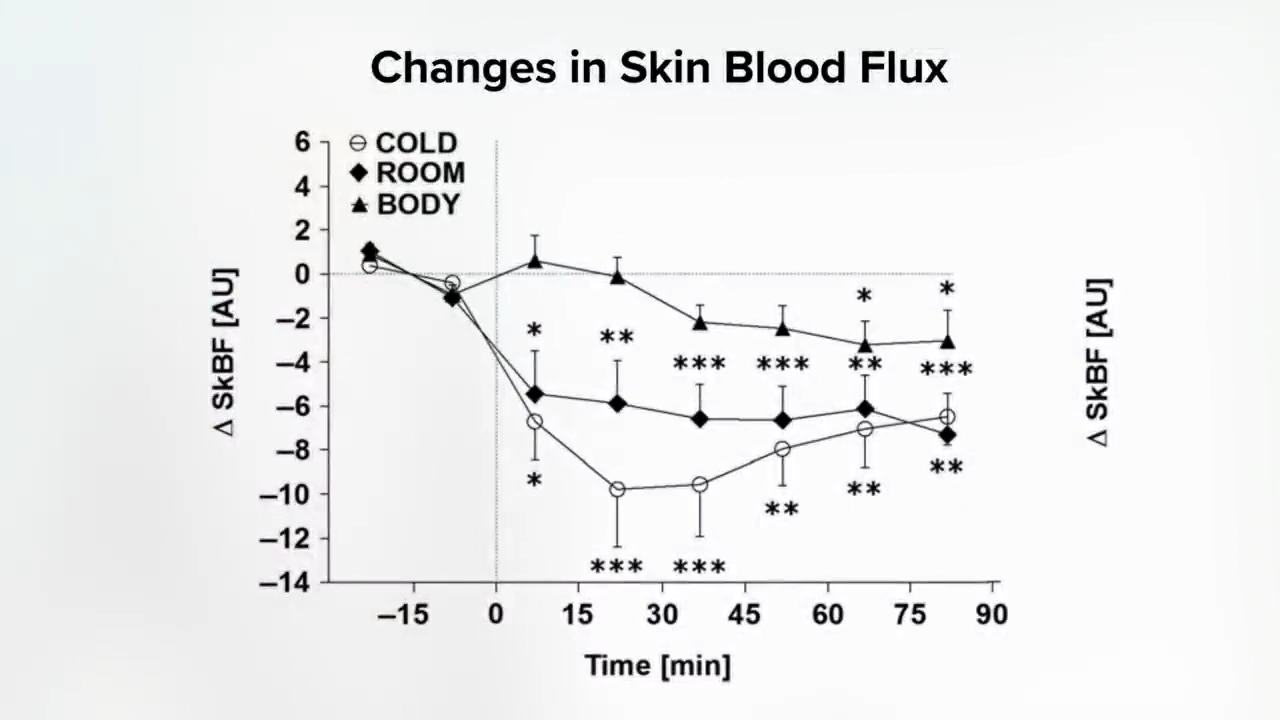 Changes in Skin Blood Flux
COLD
ROOM
BODY
6
4
2
0
–2
–4
–6
–8
–10
–12
–14
Δ SkBF [AU]
* ** *** *** * ** * ***
* *** *** ** ** **
–15 0 15 30 45 60 75 90
Time [min]
Δ SkBF [AU]